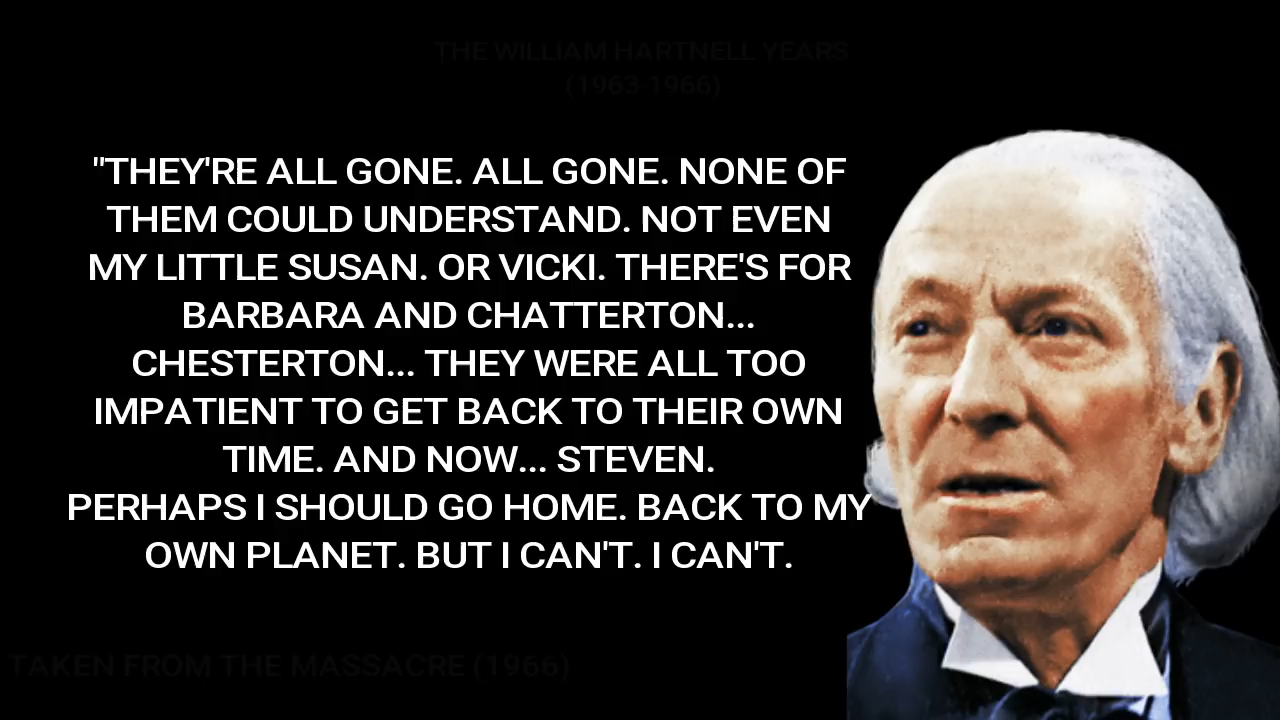 THE WILLIAM HARTNELL YEARS
(1963-1966)
"THEY'RE ALL GONE. ALL GONE. NONE OF
THEM COULD UNDERSTAND. NOT EVEN
MY LITTLE SUSAN. OR VICKI. THERE'S FOR
BARBARA AND CHATTERTON...
CHESTERTON... THEY WERE ALL TOO
IMPATIENT TO GET BACK TO THEIR OWN
TIME. AND NOW... STEVEN.
PERHAPS I SHOULD GO HOME. BACK TO MY
OWN PLANET. BUT I CAN'T. I CAN'T.
TAKEN FROM THE MASSACRE (1966)